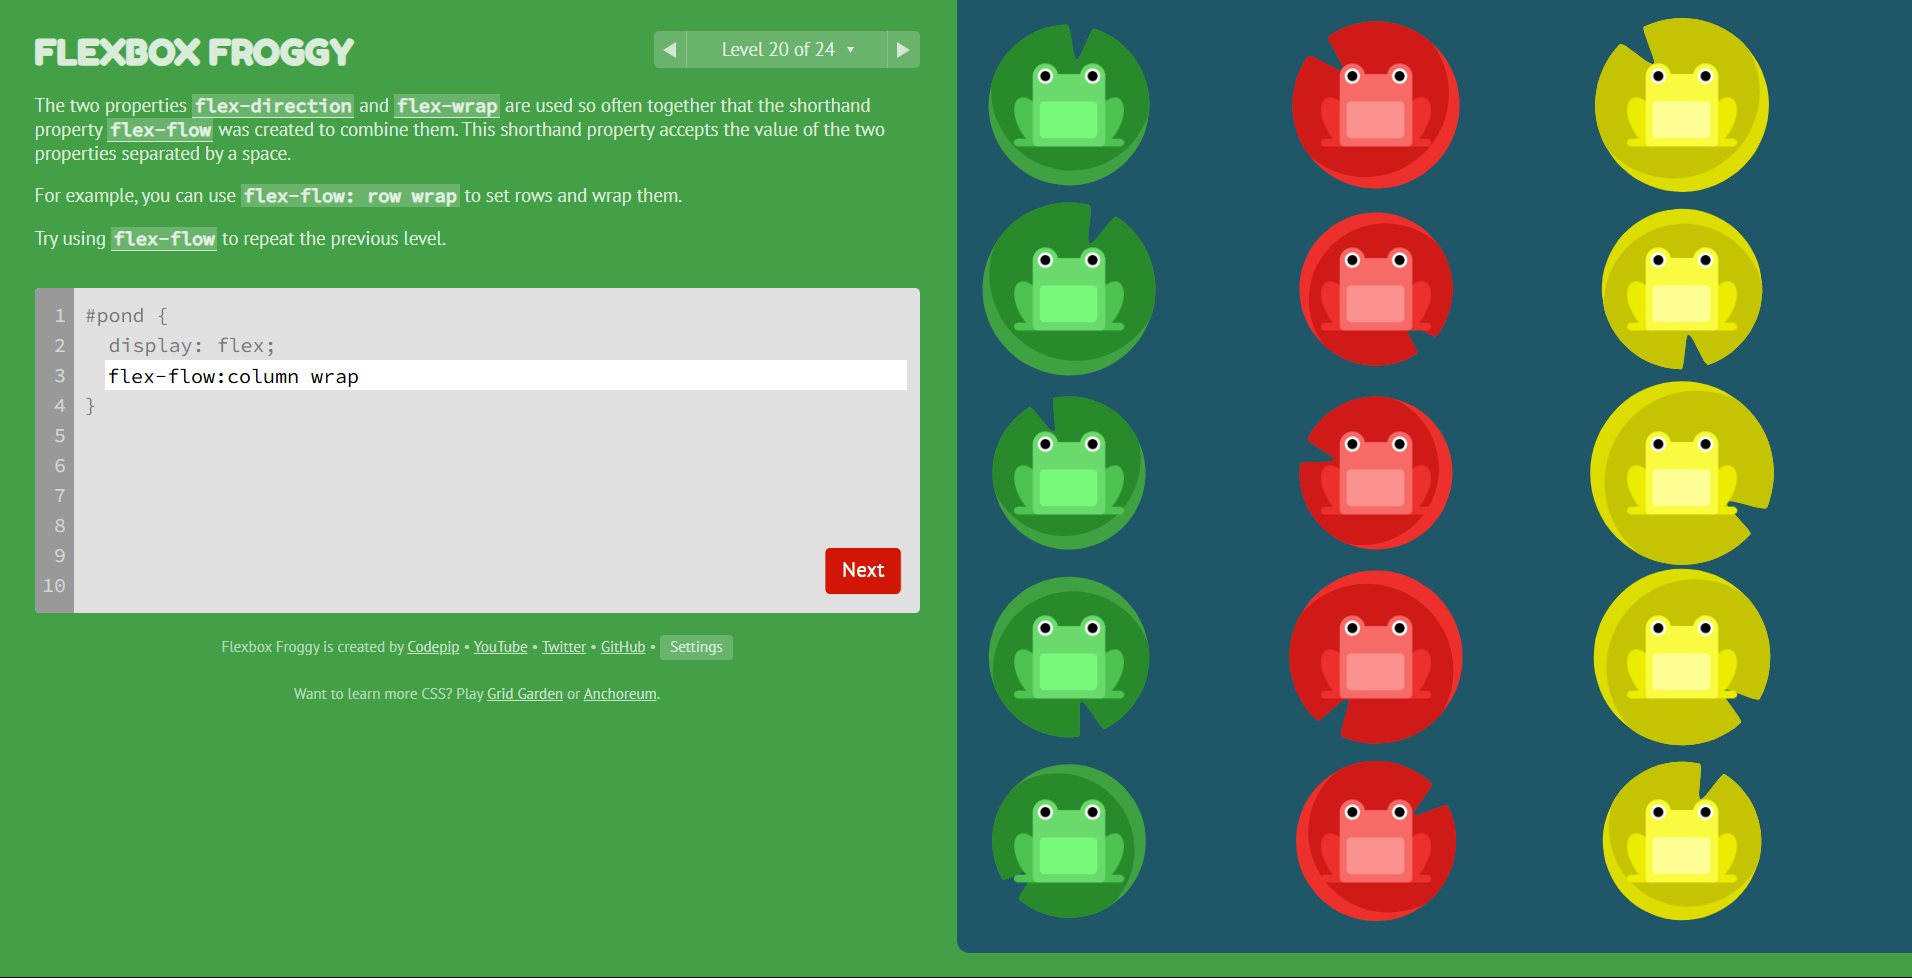 FLEXBOX FROGGY
◀ Level 20 of 24 ▾ ▶
The two properties flex-direction and flex-wrap are used so often together that the shorthand
property flex-flow was created to combine them. This shorthand property accepts the value of the two
properties separated by a space.
For example, you can use flex-flow: row wrap to set rows and wrap them.
Try using flex-flow to repeat the previous level.
1 #pond {
2 display: flex;
3 flex-flow:column wrap
4 }
5
6
7
8
9
10
Next
Flexbox Froggy is created by Codepip • YouTube • Twitter • GitHub • Settings
Want to learn more CSS? Play Grid Garden or Anchoreum.